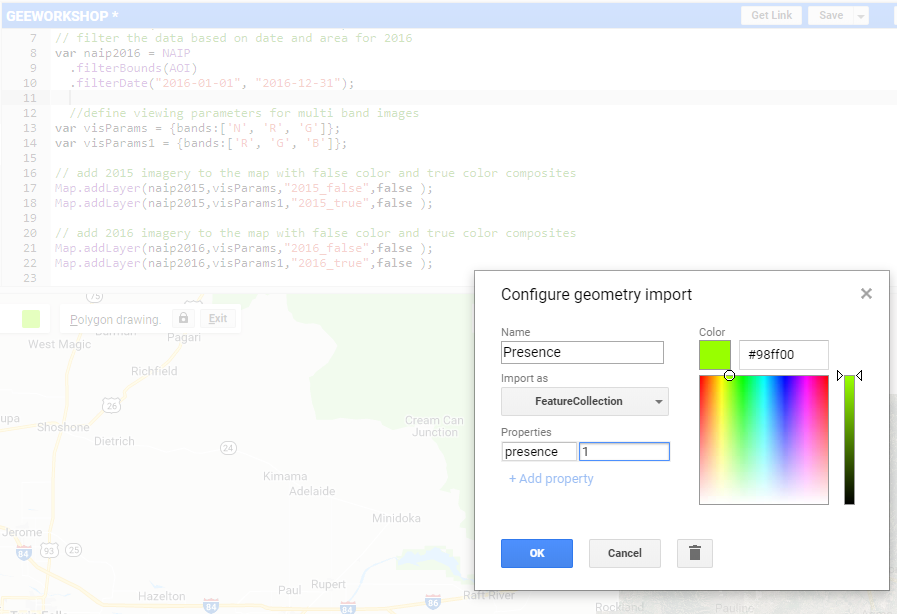 GEEWORKSHOP *
Get Link
Save
7 // filter the data based on date and area for 2016
8 var naip2016 = NAIP
9 .filterBounds(AOI)
10 .filterDate("2016-01-01", "2016-12-31");
11
12 //define viewing parameters for multi band images
13 var visParams = {bands:['N', 'R', 'G']};
14 var visParams1 = {bands:['R', 'G', 'B']};
15
16 // add 2015 imagery to the map with false color and true color composites
17 Map.addLayer(naip2015,visParams,"2015_false",false );
18 Map.addLayer(naip2015,visParams1,"2015_true",false );
19
20 // add 2016 imagery to the map with false color and true color composites
21 Map.addLayer(naip2016,visParams,"2016_false",false );
22 Map.addLayer(naip2016,visParams1,"2016_true",false );
23
Configure geometry import
Name
Presence
Import as
FeatureCollection
Properties
presence 1
+ Add property
OK
Cancel
Color
#98ff00
75
Polygon drawing.
Exit
Pagari
West Magic
Richfield
26
Shoshone
Dietrich
24
Cream Can
Junction
Kimama
Adelaide
Minidoka
Jerome
84
93
25
Hazelton
84
Paul
Rupert
84
86
Raft River
Rockland